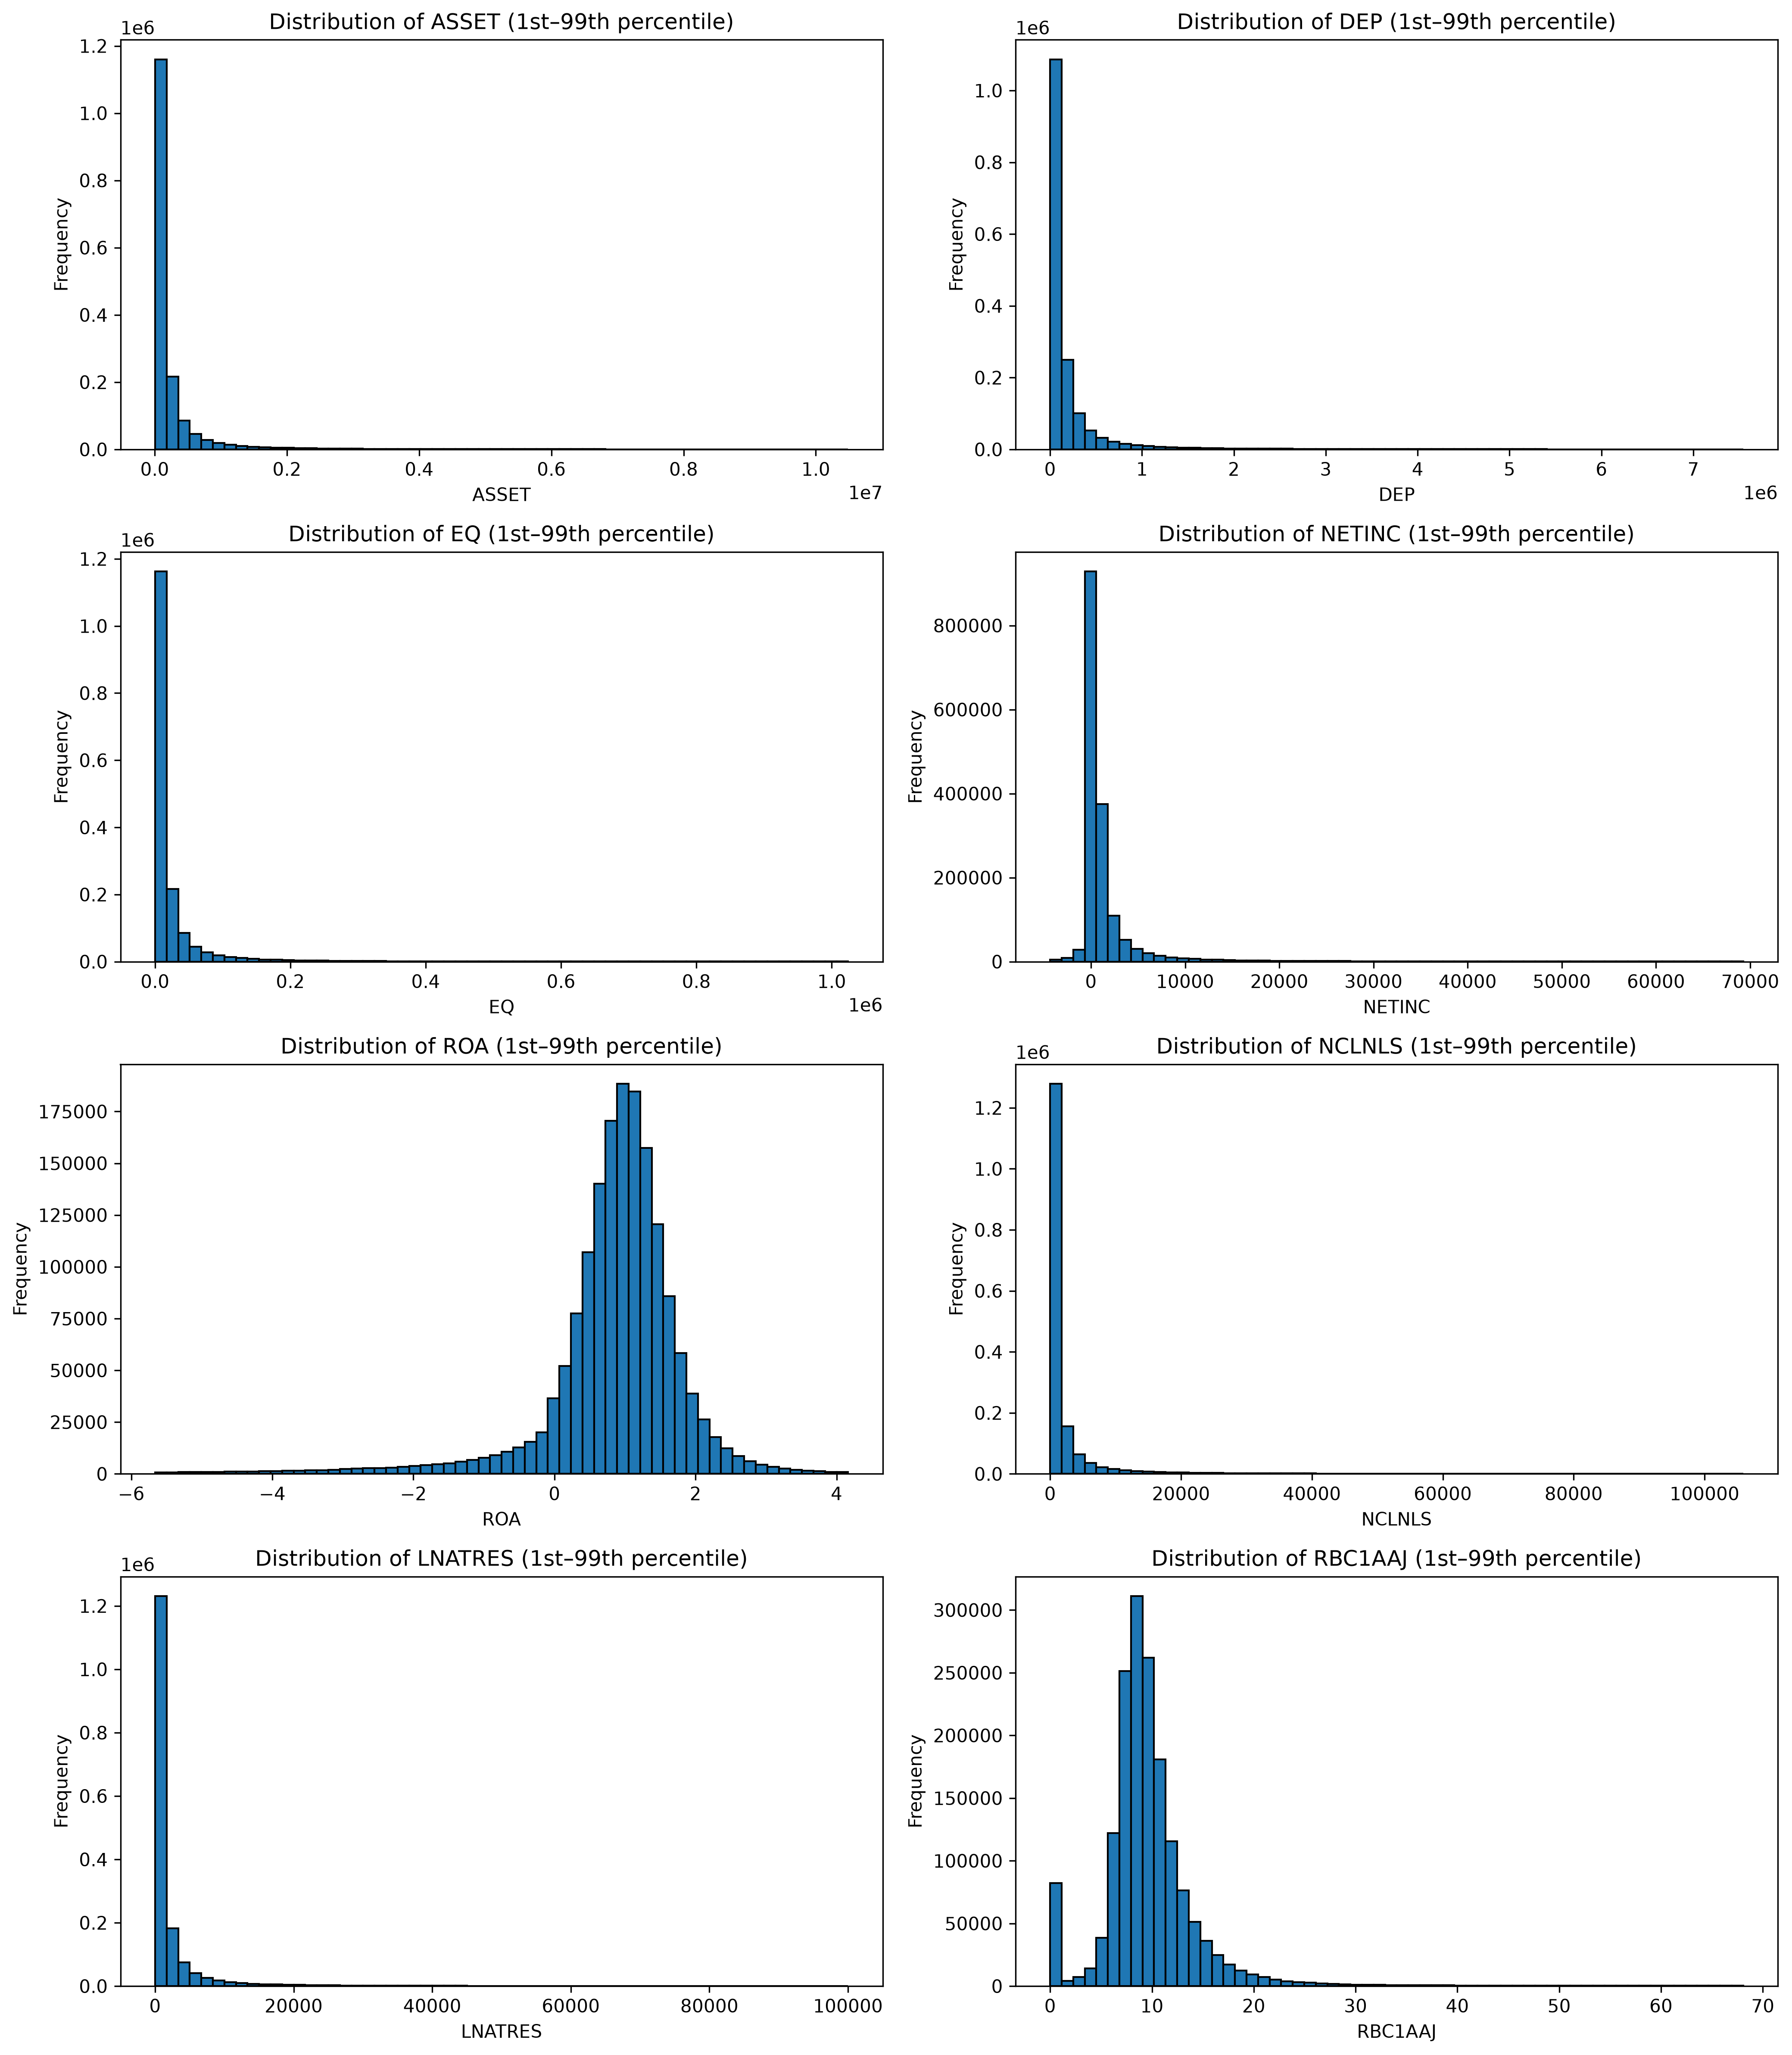 Distribution of ASSET (1st–99th percentile)
1e6
1.2
1.0
0.8
0.6
0.4
0.2
0.0
Frequency
0.0 0.2 0.4 0.6 0.8 1.0
1e7
ASSET
Distribution of DEP (1st–99th percentile)
1e6
1.0
0.8
0.6
0.4
0.2
0.0
Frequency
0 1 2 3 4 5 6 7
1e6
DEP
Distribution of EQ (1st–99th percentile)
1e6
1.2
1.0
0.8
0.6
0.4
0.2
0.0
Frequency
0.0 0.2 0.4 0.6 0.8 1.0
1e6
EQ
Distribution of NETINC (1st–99th percentile)
800000
600000
400000
200000
0
Frequency
0 10000 20000 30000 40000 50000 60000 70000
NETINC
Distribution of ROA (1st–99th percentile)
175000
150000
125000
100000
75000
50000
25000
0
Frequency
−6 −4 −2 0 2 4
ROA
Distribution of NCLNLS (1st–99th percentile)
1e6
1.2
1.0
0.8
0.6
0.4
0.2
0.0
Frequency
0 20000 40000 60000 80000 100000
NCLNLS
Distribution of LNATRES (1st–99th percentile)
1e6
1.2
1.0
0.8
0.6
0.4
0.2
0.0
Frequency
0 20000 40000 60000 80000 100000
LNATRES
Distribution of RBC1AAJ (1st–99th percentile)
300000
250000
200000
150000
100000
50000
0
Frequency
0 10 20 30 40 50 60 70
RBC1AAJ